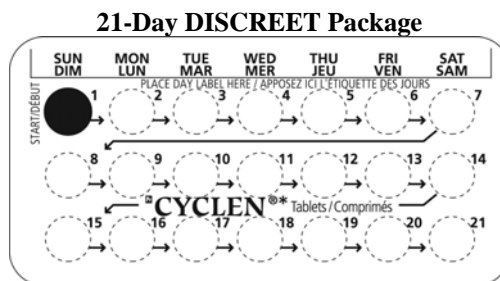 21-Day DISCREET Package
SUN MON TUE WED THU FRI SAT
DIM LUN MAR MER JEU VEN SAM
PLACE DAY LABEL HERE / APPOSEZ ICI L'ÉTIQUETTE DES JOURS
START/DÉBUT
1 2 3 4 5 6 7
8 9 10 11 12 13 14
CYCLEN®* Tablets/Comprimés
15 16 17 18 19 20 21